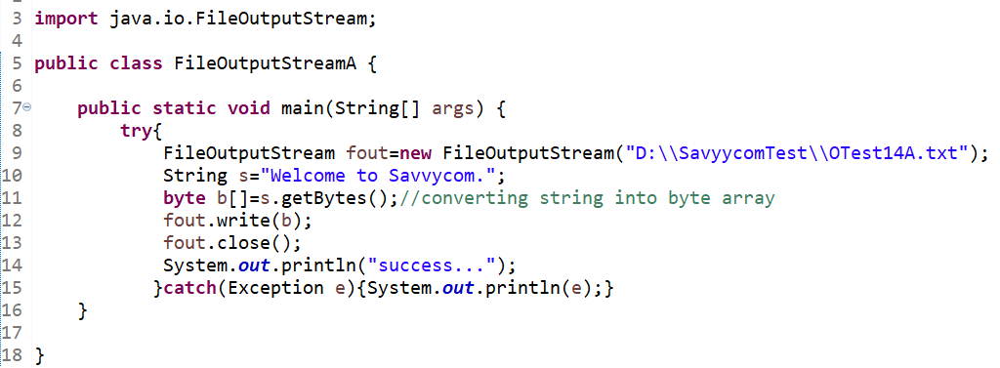 3 import java.io.FileOutputStream;
4
5 public class FileOutputStreamA {
6
7 public static void main(String[] args) {
8 try{
9 FileOutputStream fout=new FileOutputStream("D:\\SavyycomTest\\OTest14A.txt");
10 String s="Welcome to Savvycom.";
11 byte b[]=s.getBytes();//converting string into byte array
12 fout.write(b);
13 fout.close();
14 System.out.println("success...");
15 }catch(Exception e){System.out.println(e);}
16 }
17
18 }